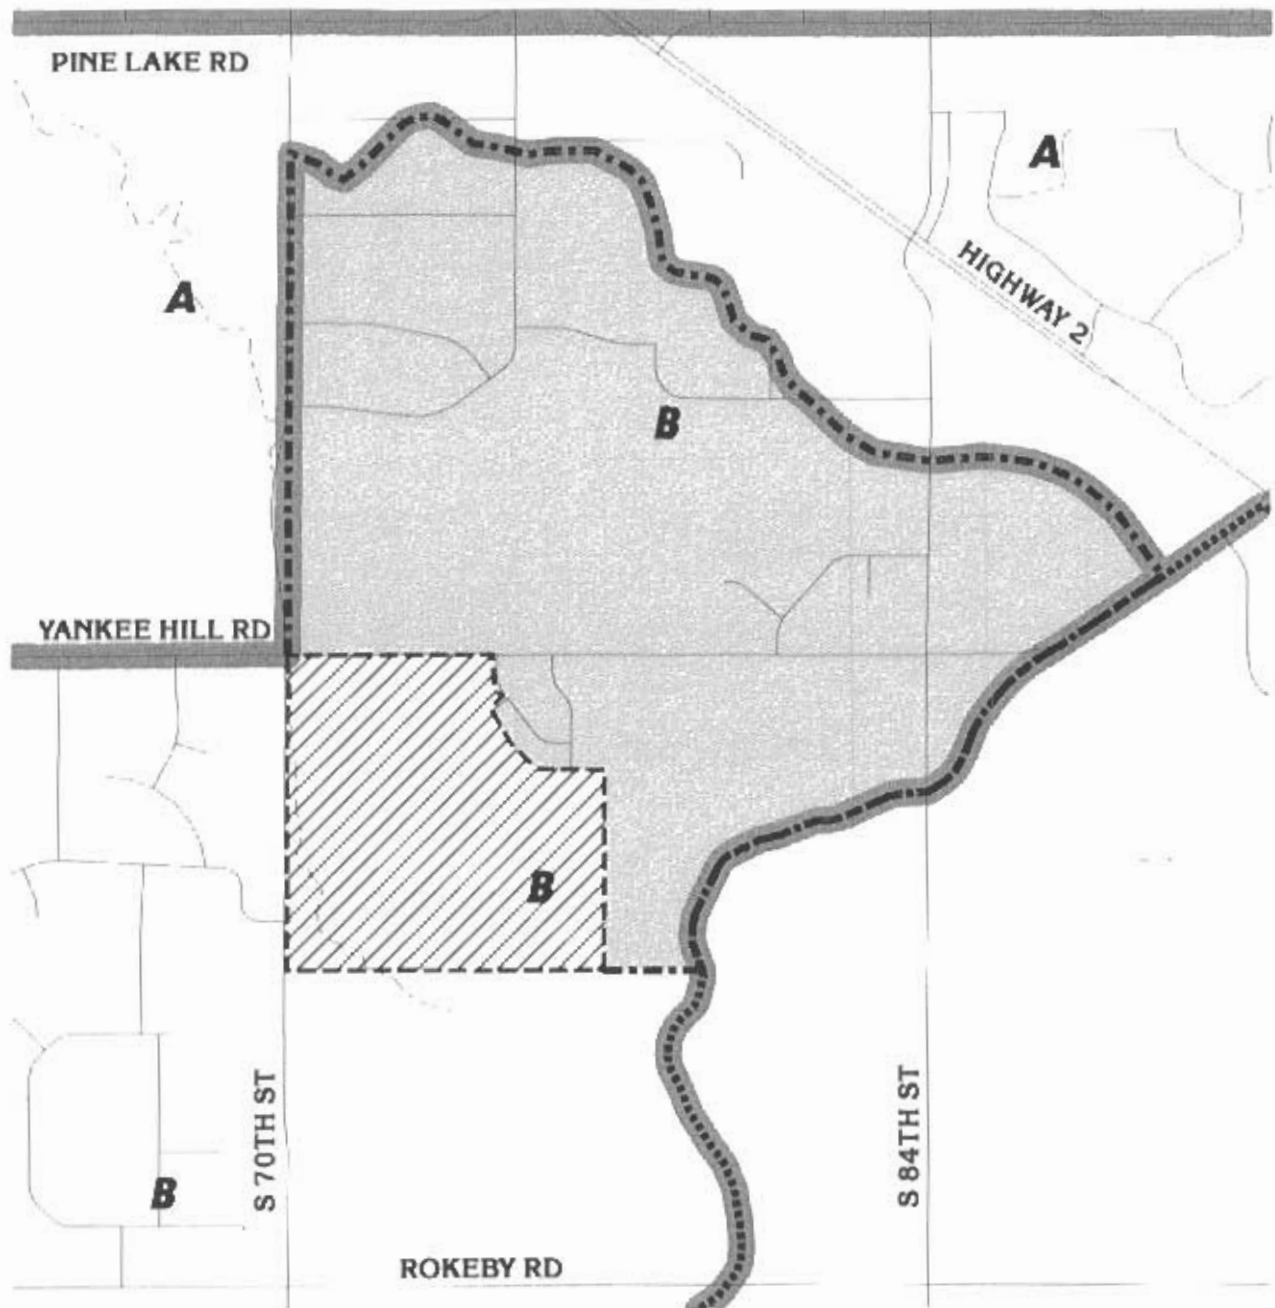 PINE LAKE RD
A
A
HIGHWAY 2
B
YANKEE HILL RD
B
S 70TH ST
S 84TH ST
B
ROKEBY RD